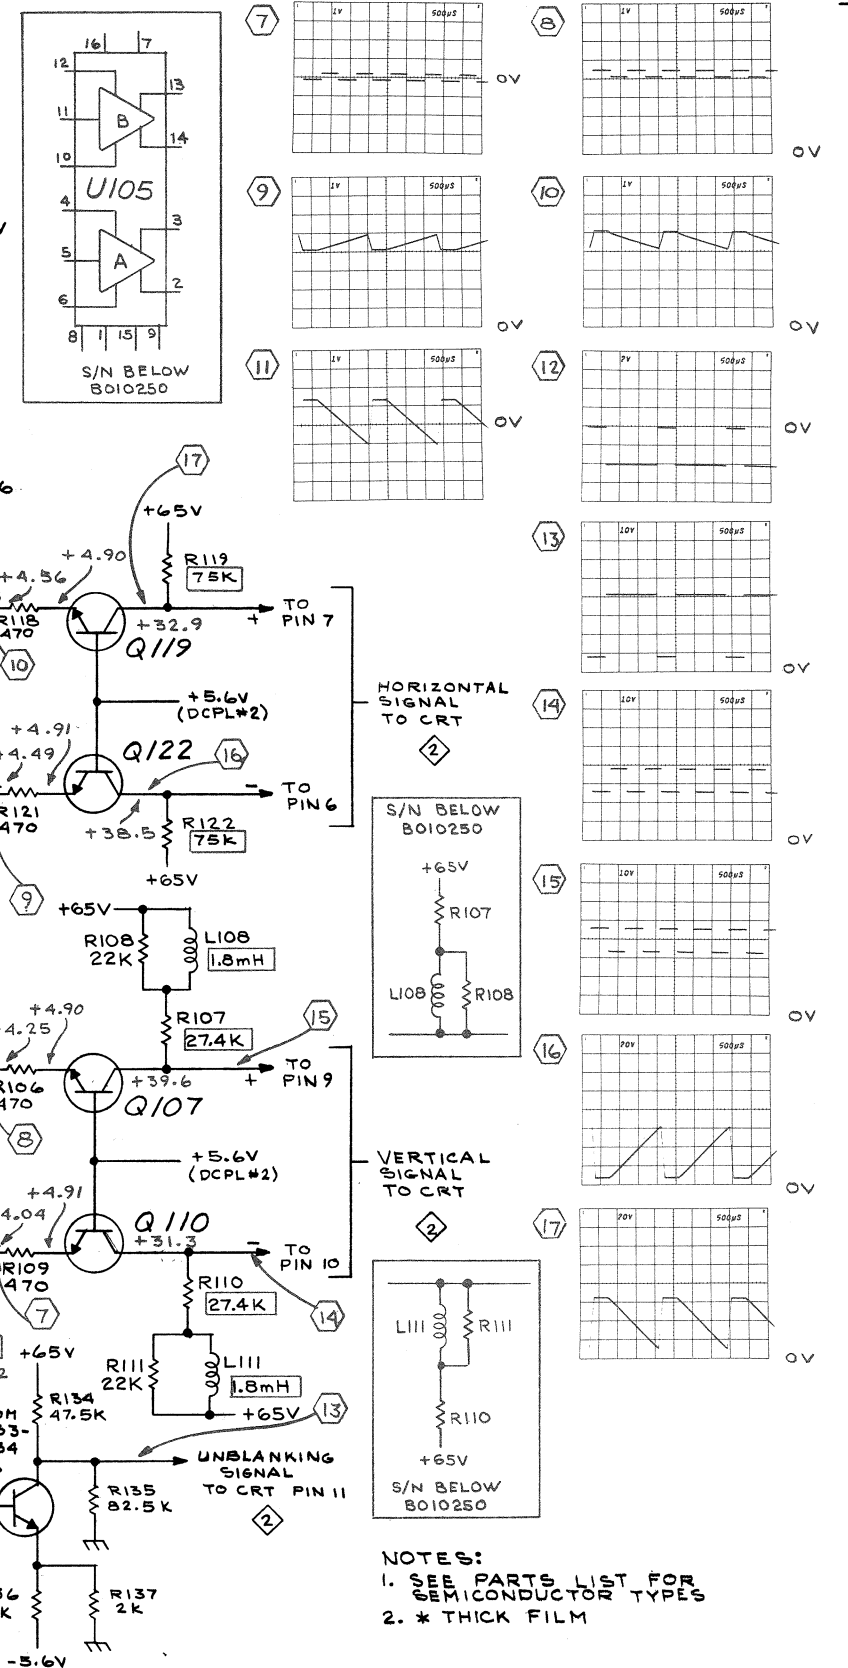 16 7
12
13
11 B
14
10
U105
4
3
5 A
2
6
8 1 15 9
S/N BELOW
B010250
7
1V 500µS
0V
8
1V 500µS
0V
9
1V 500µS
0V
10
1V 500µS
0V
11
1V 500µS
0V
12
2V 500µS
0V
13
10V 500µS
0V
14
10V 500µS
0V
15
10V 500µS
0V
16
20V 500µS
0V
17
20V 500µS
0V
17
+65V
+4.90
R119
75K
+4.56
R118
470
+32.9
+ TO
PIN 7
Q119
10
+5.6V
(DCPL#2)
HORIZONTAL
SIGNAL
TO CRT
2
+4.91
+4.49
Q122
16
- TO
PIN 6
R121
470
+38.5
R122
75K
+65V
9
S/N BELOW
B010250
+65V
R107
L108 R108
+65V
R108
22K
L108
1.8mH
+4.90
4.25
R107
27.4K
15
TO
PIN 9
+
R106
470
+39.6
Q107
8
+5.6V
(DCPL#2)
VERTICAL
SIGNAL
TO CRT
2
+4.91
4.04
Q110
+31.3
- TO
PIN 10
R109
470
R110
27.4K
7
14
L111 R111
R110
+65V
S/N BELOW
B010250
+65V
R111
22K
L111
1.8mH
+65V
R134
47.5K
13
UNBLANKING
SIGNAL
TO CRT PIN 11
2
R135
82.5K
R137
2K
-5.6V
NOTES:
1. SEE PARTS LIST FOR
SEMICONDUCTOR TYPES
2. * THICK FILM